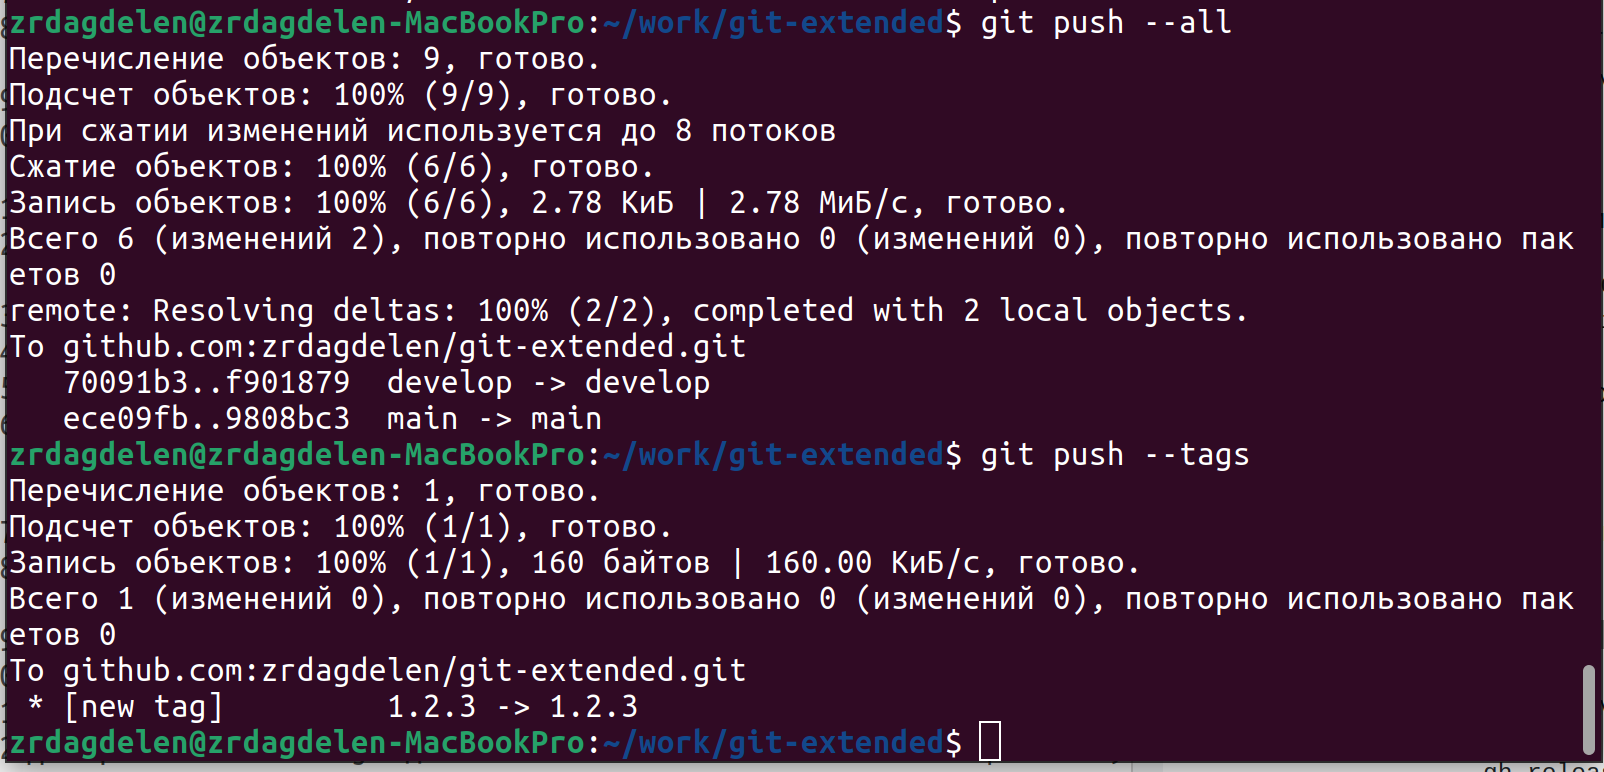 zrdagdelen@zrdagdelen-MacBookPro:~/work/git-extended$ git push --all
Перечисление объектов: 9, готово.
Подсчет объектов: 100% (9/9), готово.
При сжатии изменений используется до 8 потоков
Сжатие объектов: 100% (6/6), готово.
Запись объектов: 100% (6/6), 2.78 КиБ | 2.78 МиБ/с, готово.
Всего 6 (изменений 2), повторно использовано 0 (изменений 0), повторно использовано пак
етов 0
remote: Resolving deltas: 100% (2/2), completed with 2 local objects.
To github.com:zrdagdelen/git-extended.git
   70091b3..f901879  develop -> develop
   ece09fb..9808bc3  main -> main
zrdagdelen@zrdagdelen-MacBookPro:~/work/git-extended$ git push --tags
Перечисление объектов: 1, готово.
Подсчет объектов: 100% (1/1), готово.
Запись объектов: 100% (1/1), 160 байтов | 160.00 КиБ/с, готово.
Всего 1 (изменений 0), повторно использовано 0 (изменений 0), повторно использовано пак
етов 0
To github.com:zrdagdelen/git-extended.git
 * [new tag]         1.2.3 -> 1.2.3
zrdagdelen@zrdagdelen-MacBookPro:~/work/git-extended$